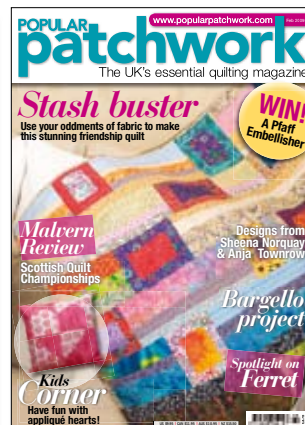 POPULAR
www.popularpatchwork.com
patchwork
The UK's essential quilting magazine
Stash buster
Use your oddments of fabric to make
this stunning friendship quilt
WIN!
A Pfaff
Embellisher
Malvern
Review
Scottish Quilt
Championships
Designs from
Sheena Norquay
& Anja Townrow
Bargello
project
Spotlight on
Ferret
Kids
Corner
Have fun with
appliqué hearts!